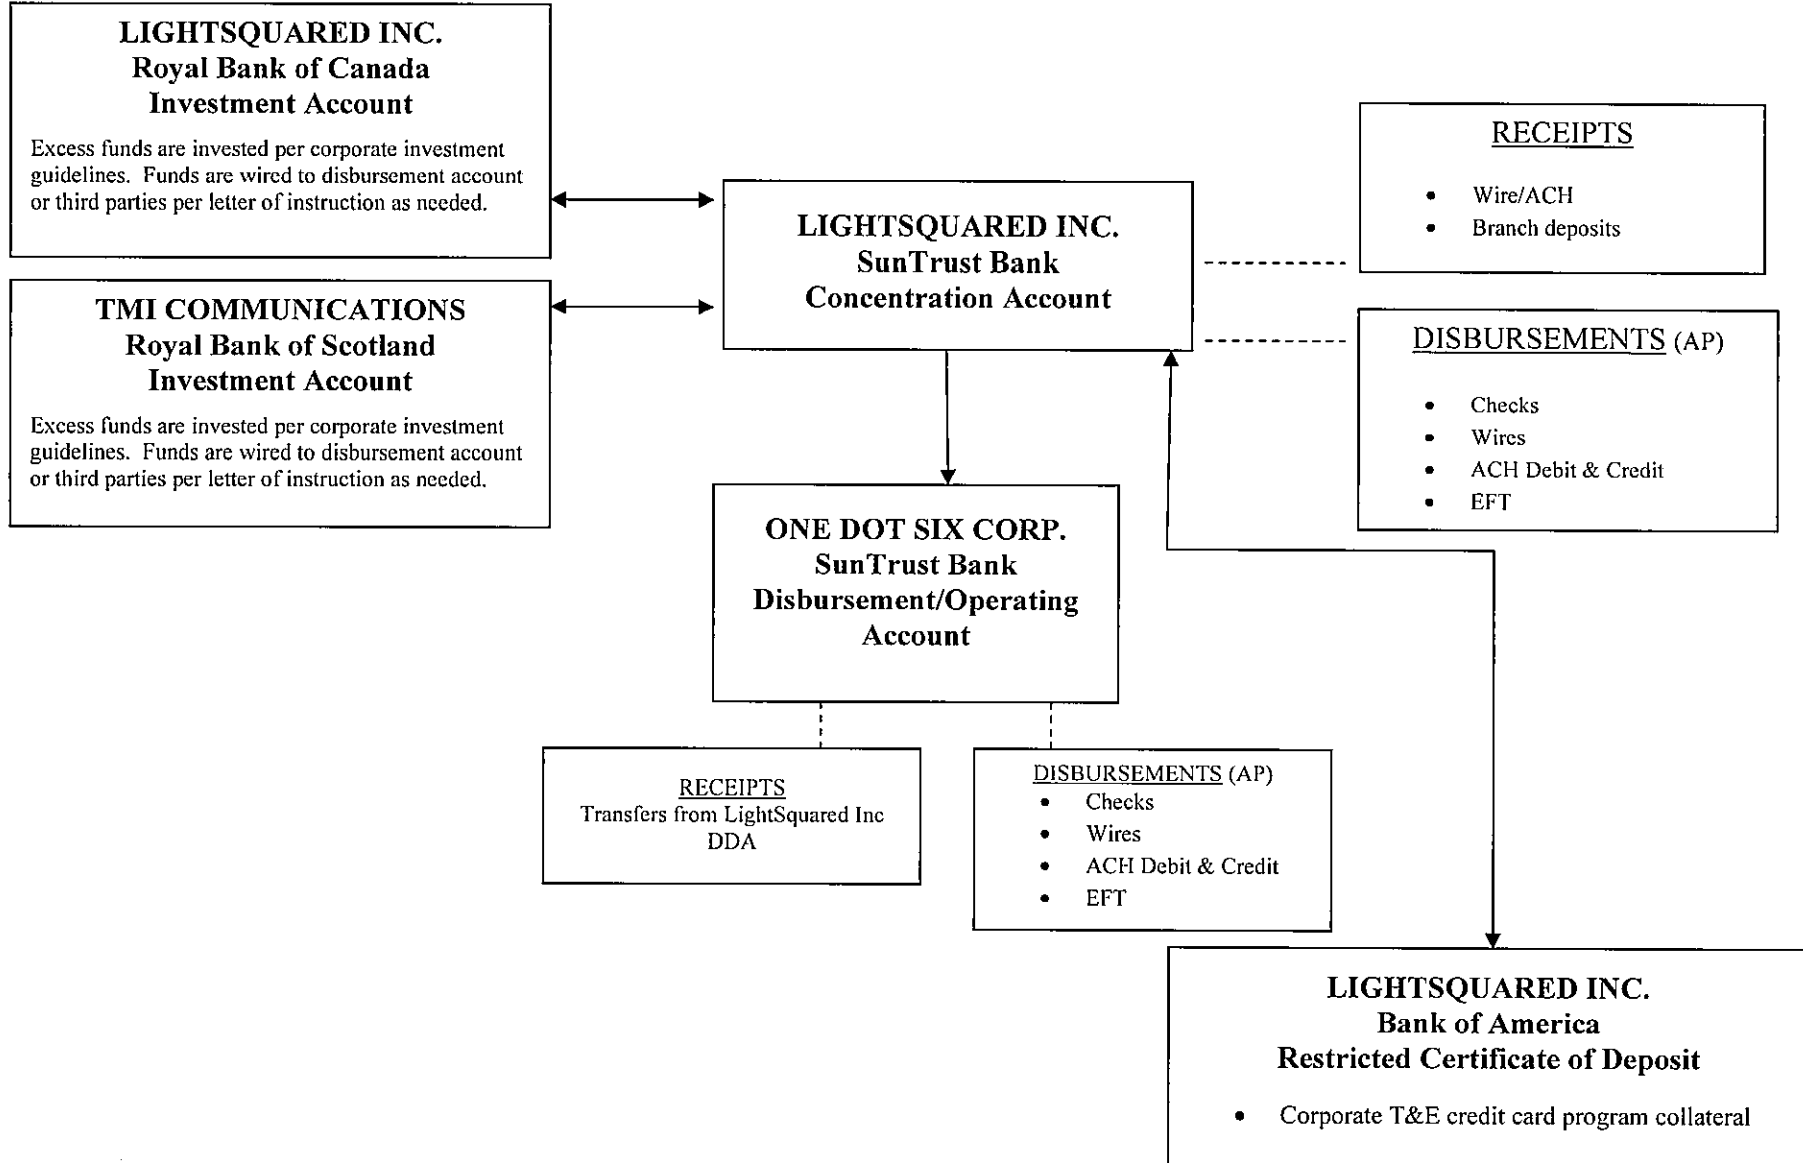 LIGHTSQUARED INC.
Royal Bank of Canada
Investment Account
Excess funds are invested per corporate investment
guidelines. Funds are wired to disbursement account
or third parties per letter of instruction as needed.
TMI COMMUNICATIONS
Royal Bank of Scotland
Investment Account
Excess funds are invested per corporate investment
guidelines. Funds are wired to disbursement account
or third parties per letter of instruction as needed.
LIGHTSQUARED INC.
SunTrust Bank
Concentration Account
RECEIPTS
• Wire/ACH
• Branch deposits
DISBURSEMENTS (AP)
• Checks
• Wires
• ACH Debit & Credit
• EFT
ONE DOT SIX CORP.
SunTrust Bank
Disbursement/Operating
Account
RECEIPTS
Transfers from LightSquared Inc
DDA
DISBURSEMENTS (AP)
• Checks
• Wires
• ACH Debit & Credit
• EFT
LIGHTSQUARED INC.
Bank of America
Restricted Certificate of Deposit
• Corporate T&E credit card program collateral